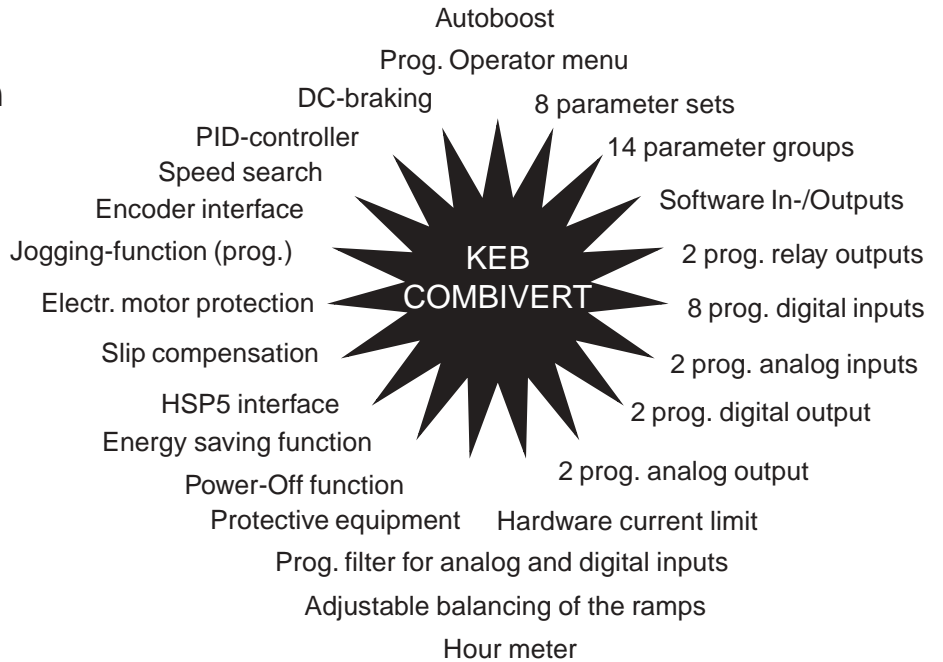 Autoboost
Prog. Operator menu
DC-braking
8 parameter sets
PID-controller
14 parameter groups
Speed search
Software In-/Outputs
Encoder interface
Jogging-function (prog.)
KEB
COMBIVERT
2 prog. relay outputs
Electr. motor protection
8 prog. digital inputs
Slip compensation
2 prog. analog inputs
HSP5 interface
2 prog. digital output
Energy saving function
2 prog. analog output
Power-Off function
Protective equipment
Hardware current limit
Prog. filter for analog and digital inputs
Adjustable balancing of the ramps
Hour meter